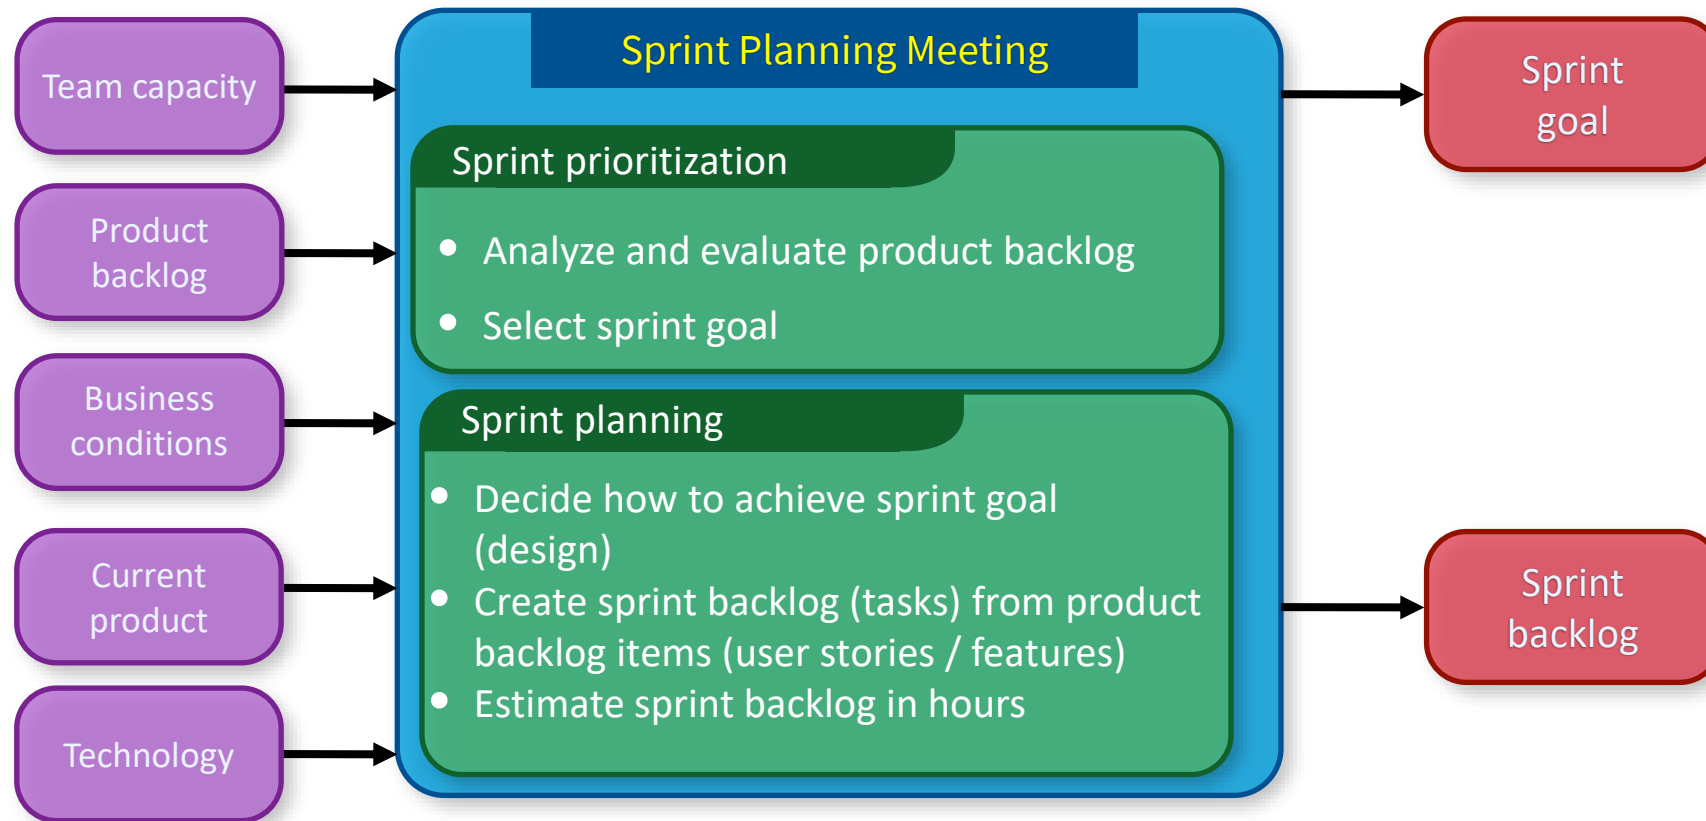 Team capacity
Product
backlog
Business
conditions
Current
product
Technology
Sprint Planning Meeting
Sprint prioritization
• Analyze and evaluate product backlog
• Select sprint goal
Sprint planning
• Decide how to achieve sprint goal
(design)
• Create sprint backlog (tasks) from product
backlog items (user stories / features)
• Estimate sprint backlog in hours
Sprint
goal
Sprint
backlog